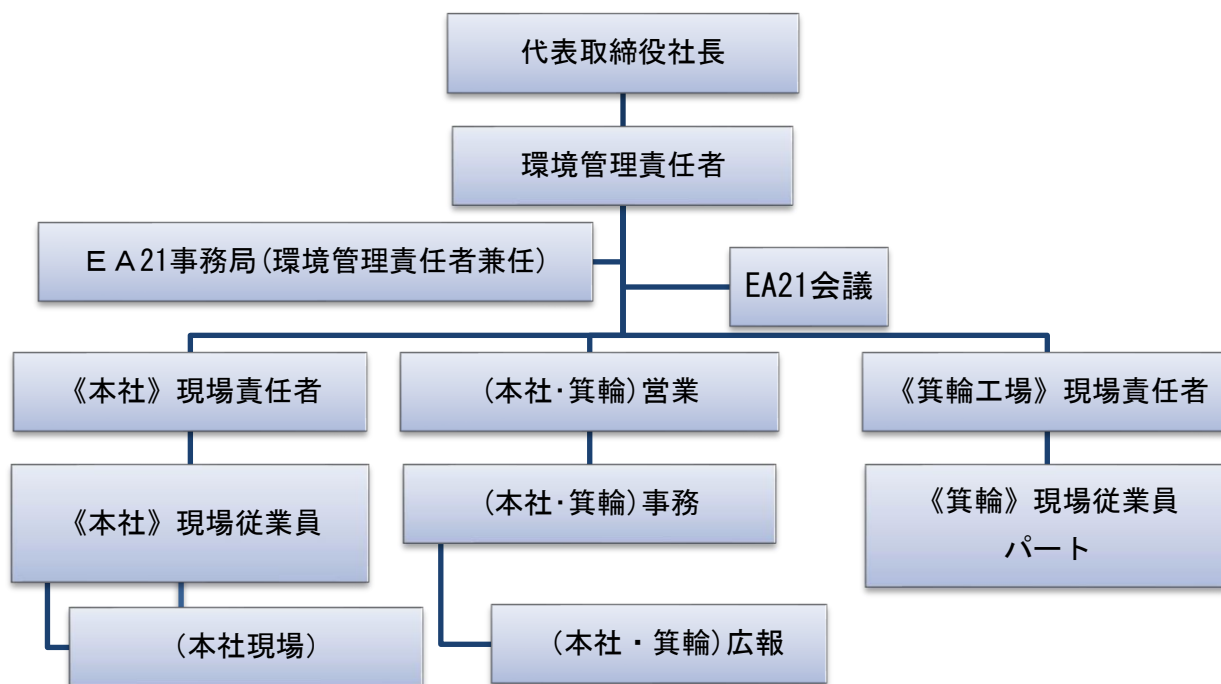 代表取締役社長
環境管理責任者
ＥＡ21事務局(環境管理責任者兼任)
EA21会議
《本社》現場責任者
(本社･箕輪)営業
《箕輪工場》現場責任者
《本社》現場従業員
(本社･箕輪)事務
《箕輪》現場従業員
パート
(本社現場)
(本社・箕輪)広報